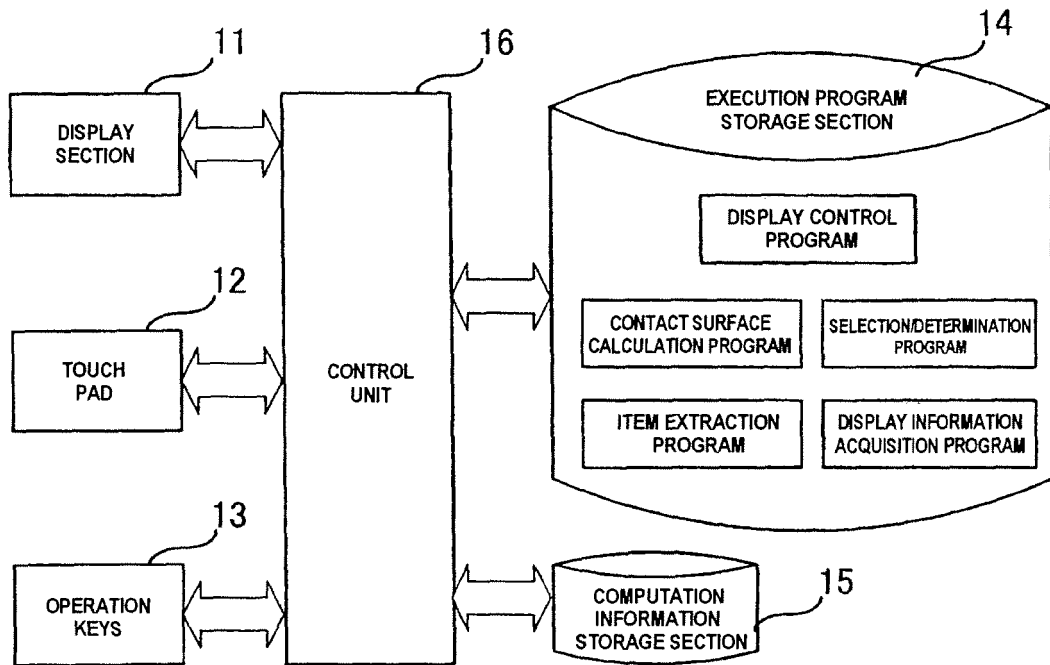 11
DISPLAY
SECTION
16
14
EXECUTION PROGRAM
STORAGE SECTION
DISPLAY CONTROL
PROGRAM
12
TOUCH
PAD
CONTROL
UNIT
CONTACT SURFACE
CALCULATION PROGRAM
SELECTION/DETERMINATION
PROGRAM
ITEM EXTRACTION
PROGRAM
DISPLAY INFORMATION
ACQUISITION PROGRAM
13
OPERATION
KEYS
15
COMPUTATION
INFORMATION
STORAGE SECTION